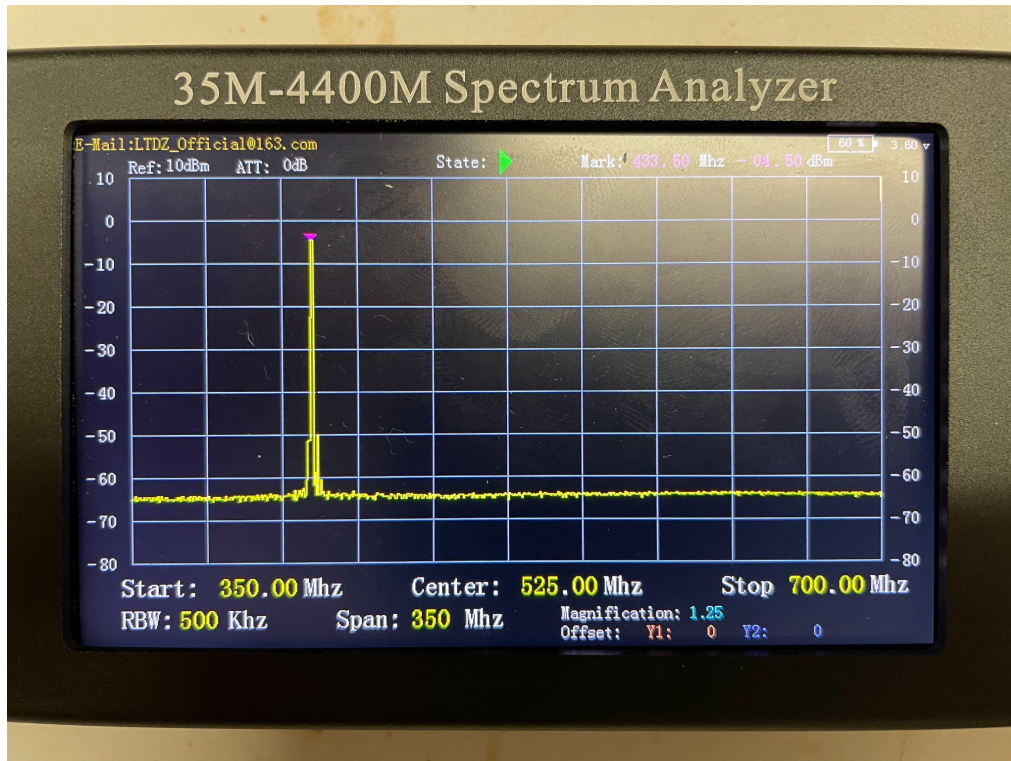 35M-4400M Spectrum Analyzer
E-Mail:LTDZ_Official@163.com 60 % 3.60 v
Ref: 10dBm ATT: 0dB State: Mark: 433.50 Mhz - 04.50 dBm
10 10
0 0
-10 -10
-20 -20
-30 -30
-40 -40
-50 -50
-60 -60
-70 -70
-80 -80
Start: 350.00 Mhz Center: 525.00 Mhz Stop 700.00 Mhz
RBW: 500 Khz Span: 350 Mhz Magnification: 1.25
Offset: Y1: 0 Y2: 0